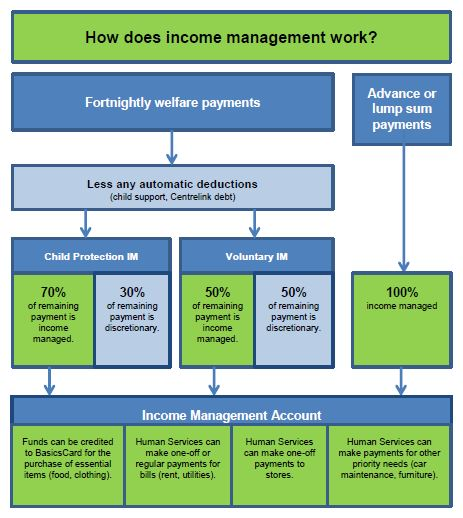 How does income management work?
Fortnightly welfare payments
Advance or
lump sum
payments
Less any automatic deductions
(child support, Centrelink debt)
Child Protection IM
Voluntary IM
70%
of remaining
payment is
income
managed.
30%
of remaining
payment is
discretionary.
50%
of remaining
payment is
income
managed.
50%
of remaining
payment is
discretionary.
100%
income managed
Income Management Account
Funds can be credited
to BasicsCard for the
purchase of essential
items (food, clothing).
Human Services can
make one-off or
regular payments for
bills (rent, utilities).
Human Services
can make one-off
payments to
stores.
Human Services can
make payments for other
priority needs (car
maintenance, furniture).